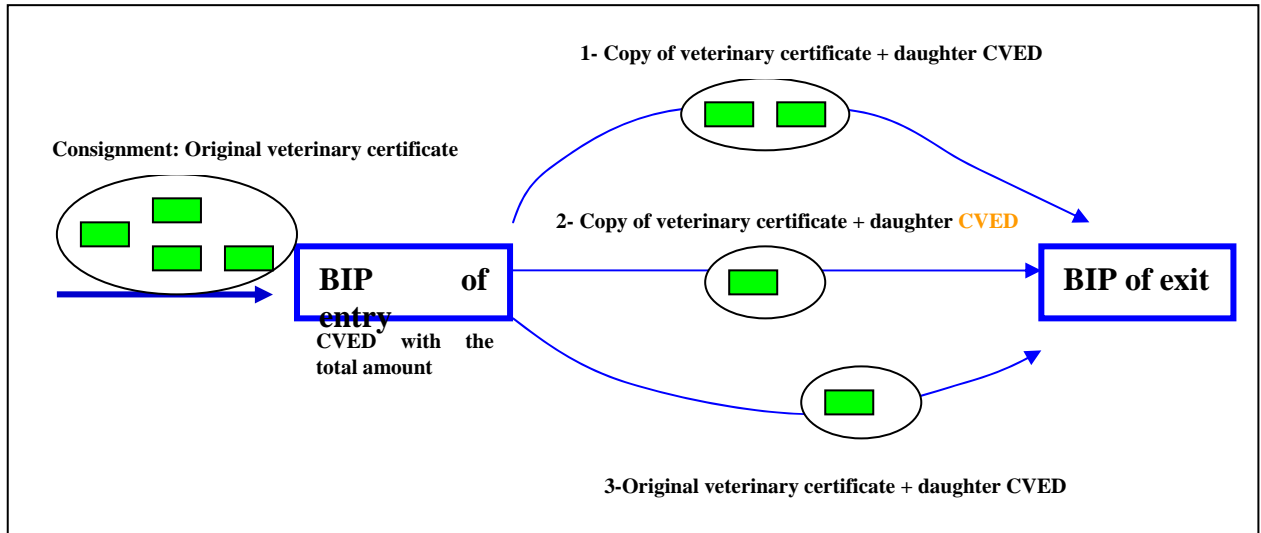 1- Copy of veterinary certificate + daughter CVED
Consignment: Original veterinary certificate
2- Copy of veterinary certificate + daughter CVED
BIP of
entry
CVED with the
total amount
BIP of exit
3-Original veterinary certificate + daughter CVED